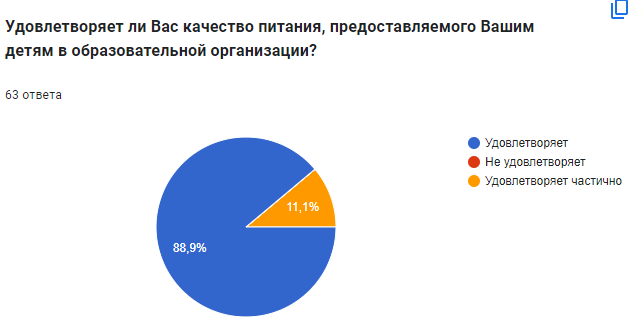 Удовлетворяет ли Вас качество питания, предоставляемого Вашим
детям в образовательной организации?
63 ответа
Удовлетворяет
Не удовлетворяет
Удовлетворяет частично
11,1%
88,9%